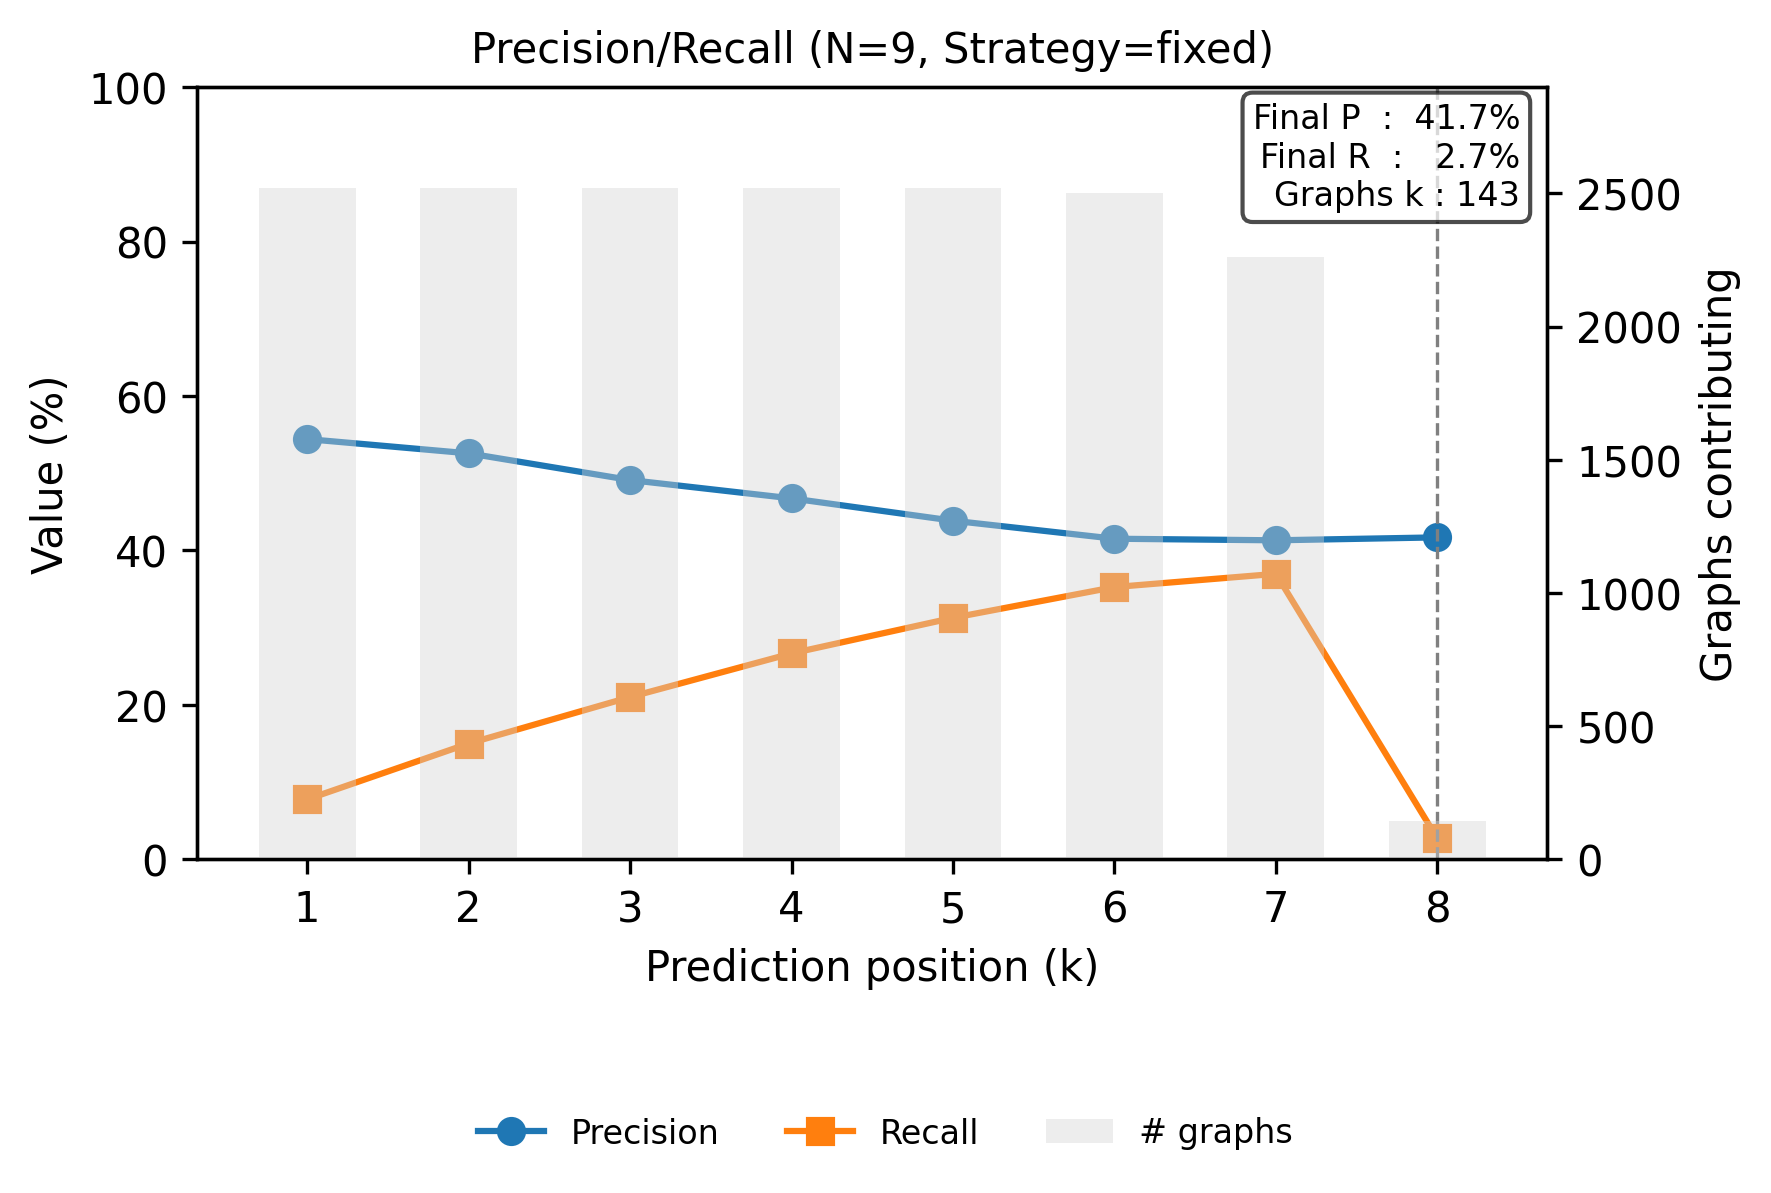 Precision/Recall (N=9, Strategy=fixed)
100
80
60
40
20
0
Value (%)
Final P : 41.7%
Final R : 2.7%
Graphs k : 143
2500
2000
1500
1000
500
0
Graphs contributing
1 2 3 4 5 6 7 8
Prediction position (k)
Precision Recall # graphs